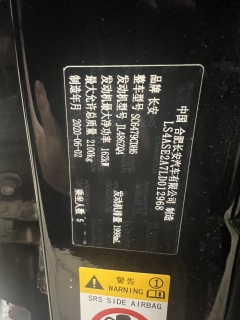 中国 合肥长安汽车有限公司 制造
LS4ASE2A7LD012968
品牌 长安
整车型号 SC6479CDH6
发动机型号 JL486ZQ4
发动机排量 1998mL
发动机最大净功率 162kW
最大允许总质量 2100kg
乘坐人数 5
制造年月 2020-06-02
警告
WARNING
SRS SIDE AIRBAG